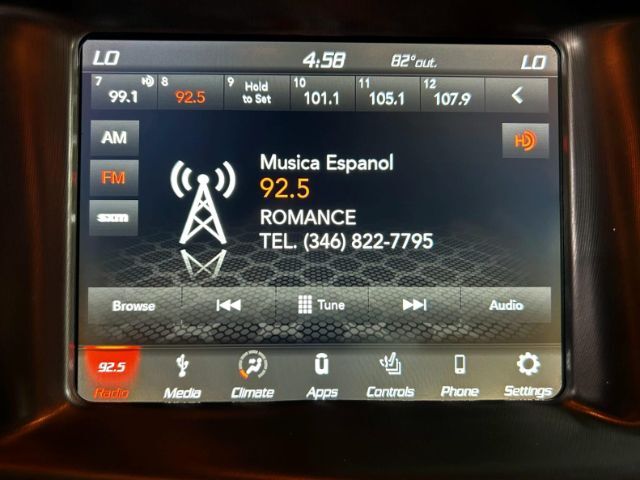 LO 4:58 82° out. LO
7 99.1 HD 8 92.5 9 Hold to Set 10 101.1 11 105.1 12 107.9
AM
HD
FM
sxm
Musica Espanol
92.5
ROMANCE
TEL. (346) 822-7795
Browse Tune Audio
92.5
Radio Media Climate Apps Controls Phone Settings